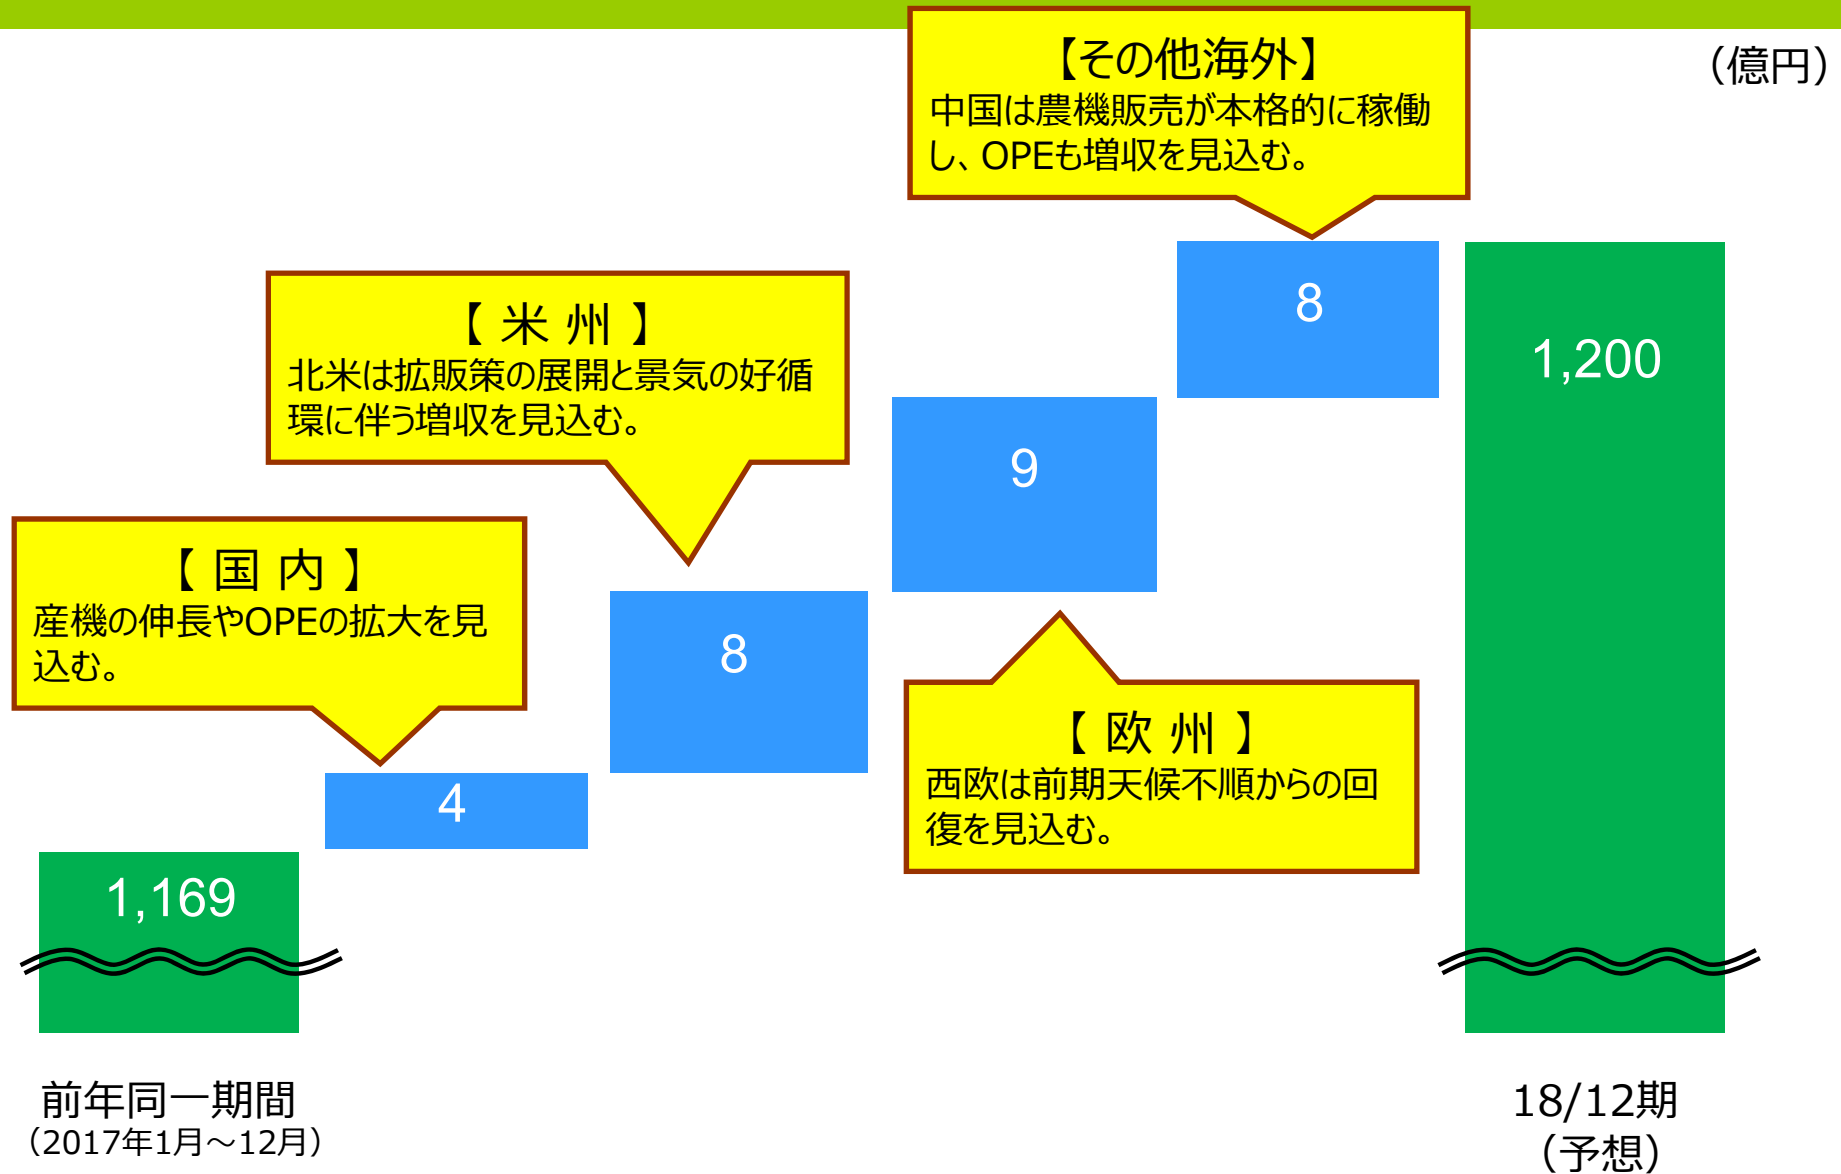 (億円)
【その他海外】
中国は農機販売が本格的に稼働
し、OPEも増収を見込む。
8
1,200
【 米 州 】
北米は拡販策の展開と景気の好循
環に伴う増収を見込む。
9
【 国 内 】
産機の伸長やOPEの拡大を見
込む。
8
【 欧 州 】
西欧は前期天候不順からの回
復を見込む。
4
1,169
前年同一期間
(2017年1月~12月)
18/12期
(予想)